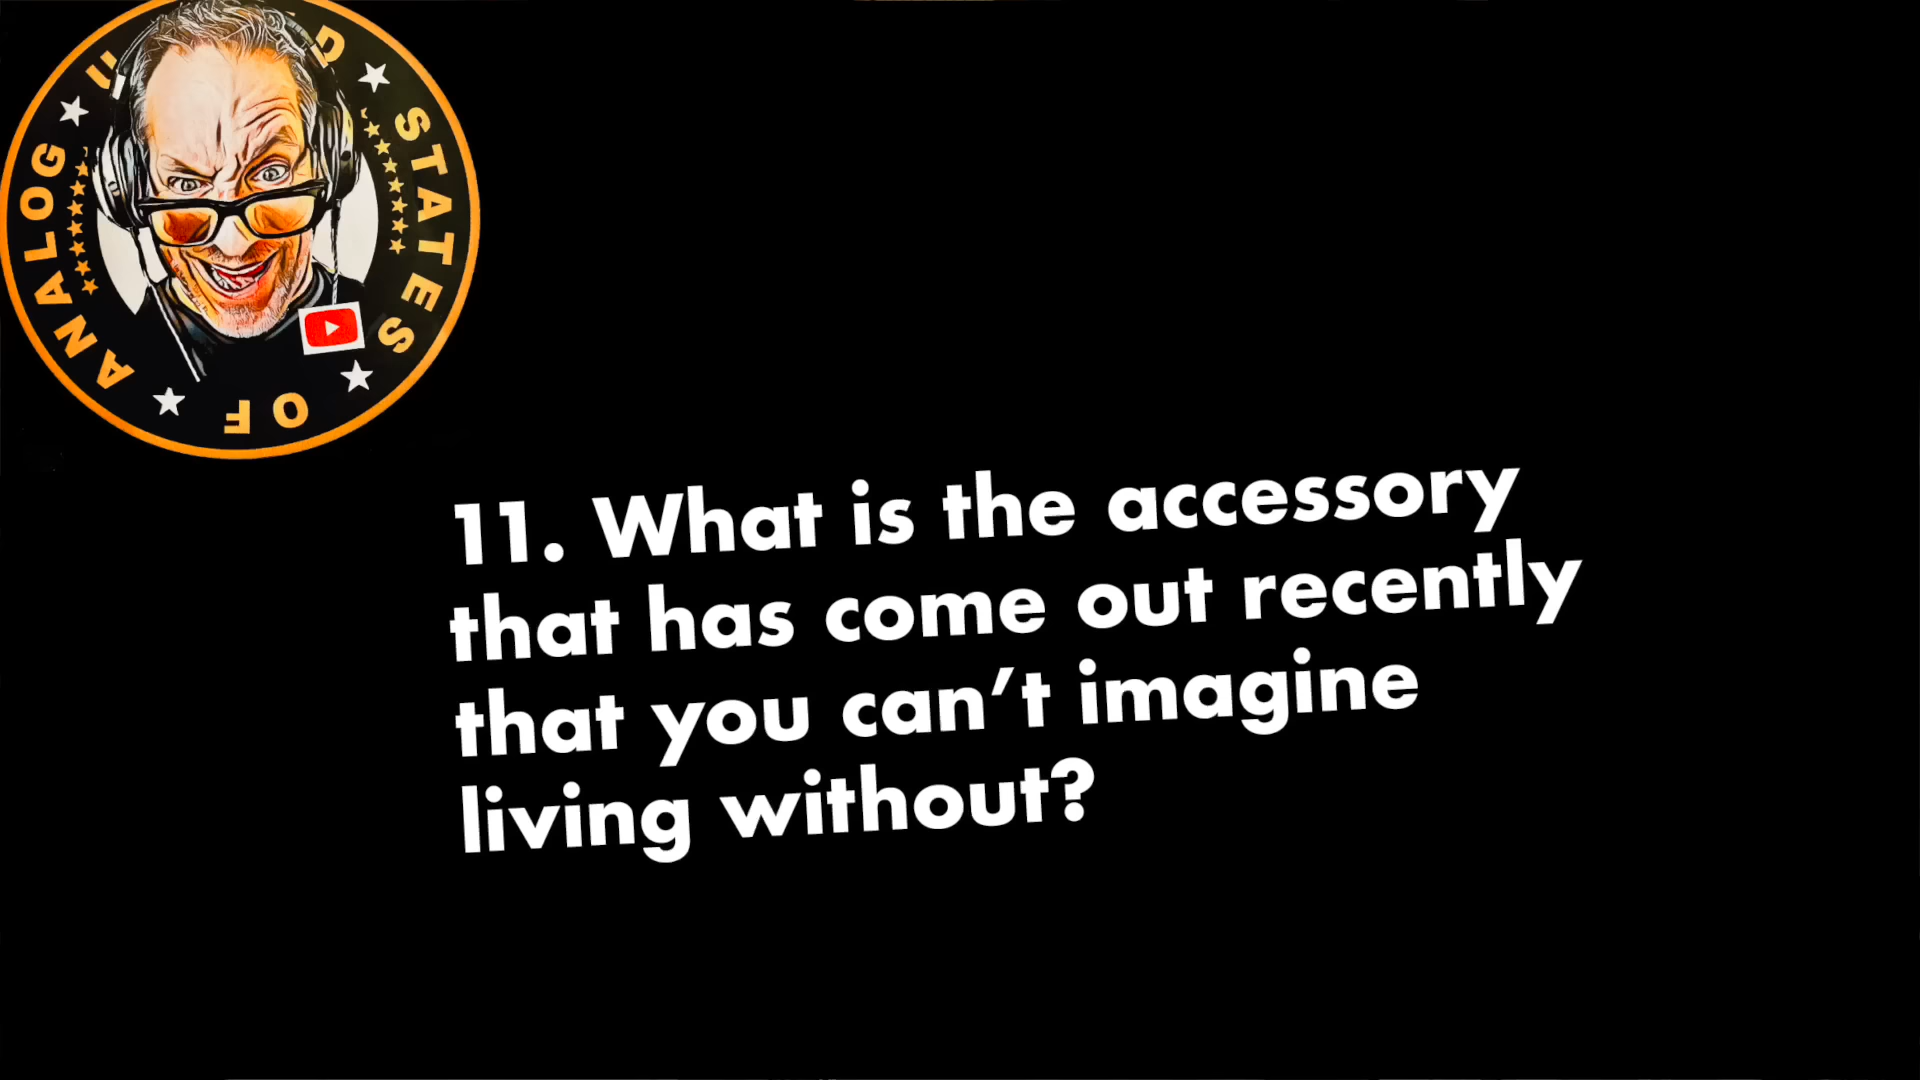 STATES
OF
ANALOG
11. What is the accessory
that has come out recently
that you can’t imagine
living without?